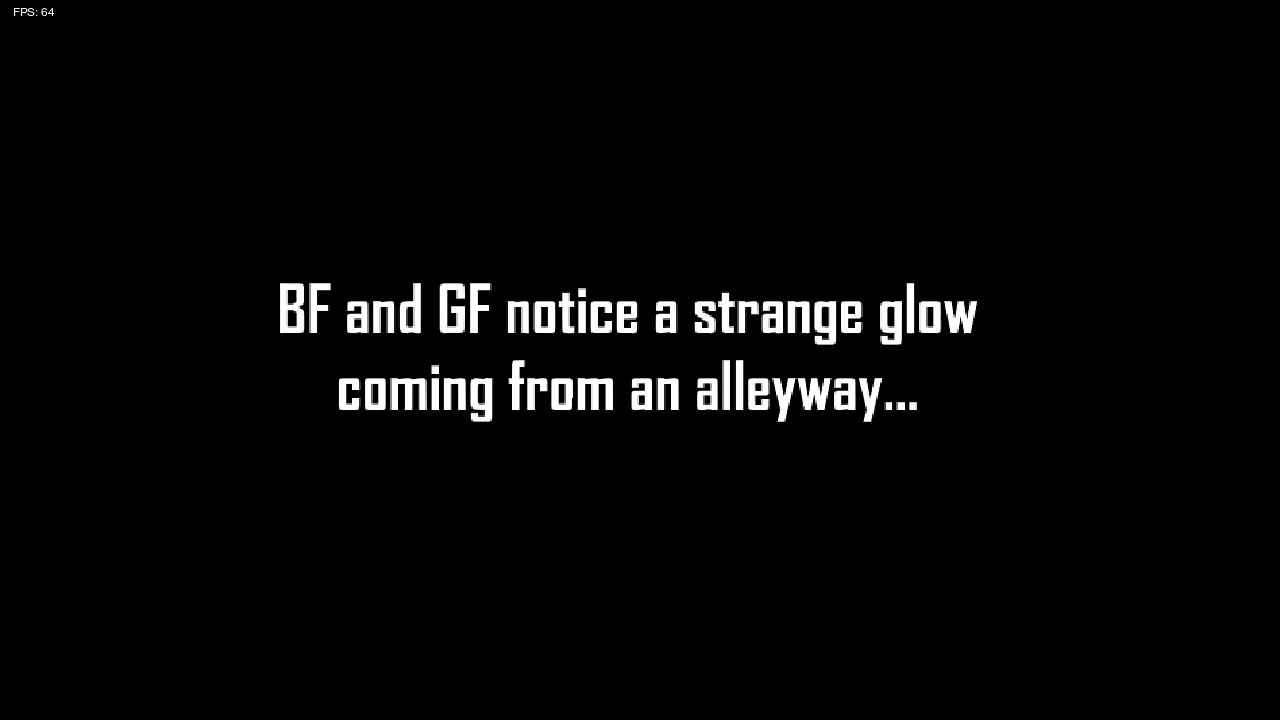 FPS: 64
BF and GF notice a strange glow
coming from an alleyway...